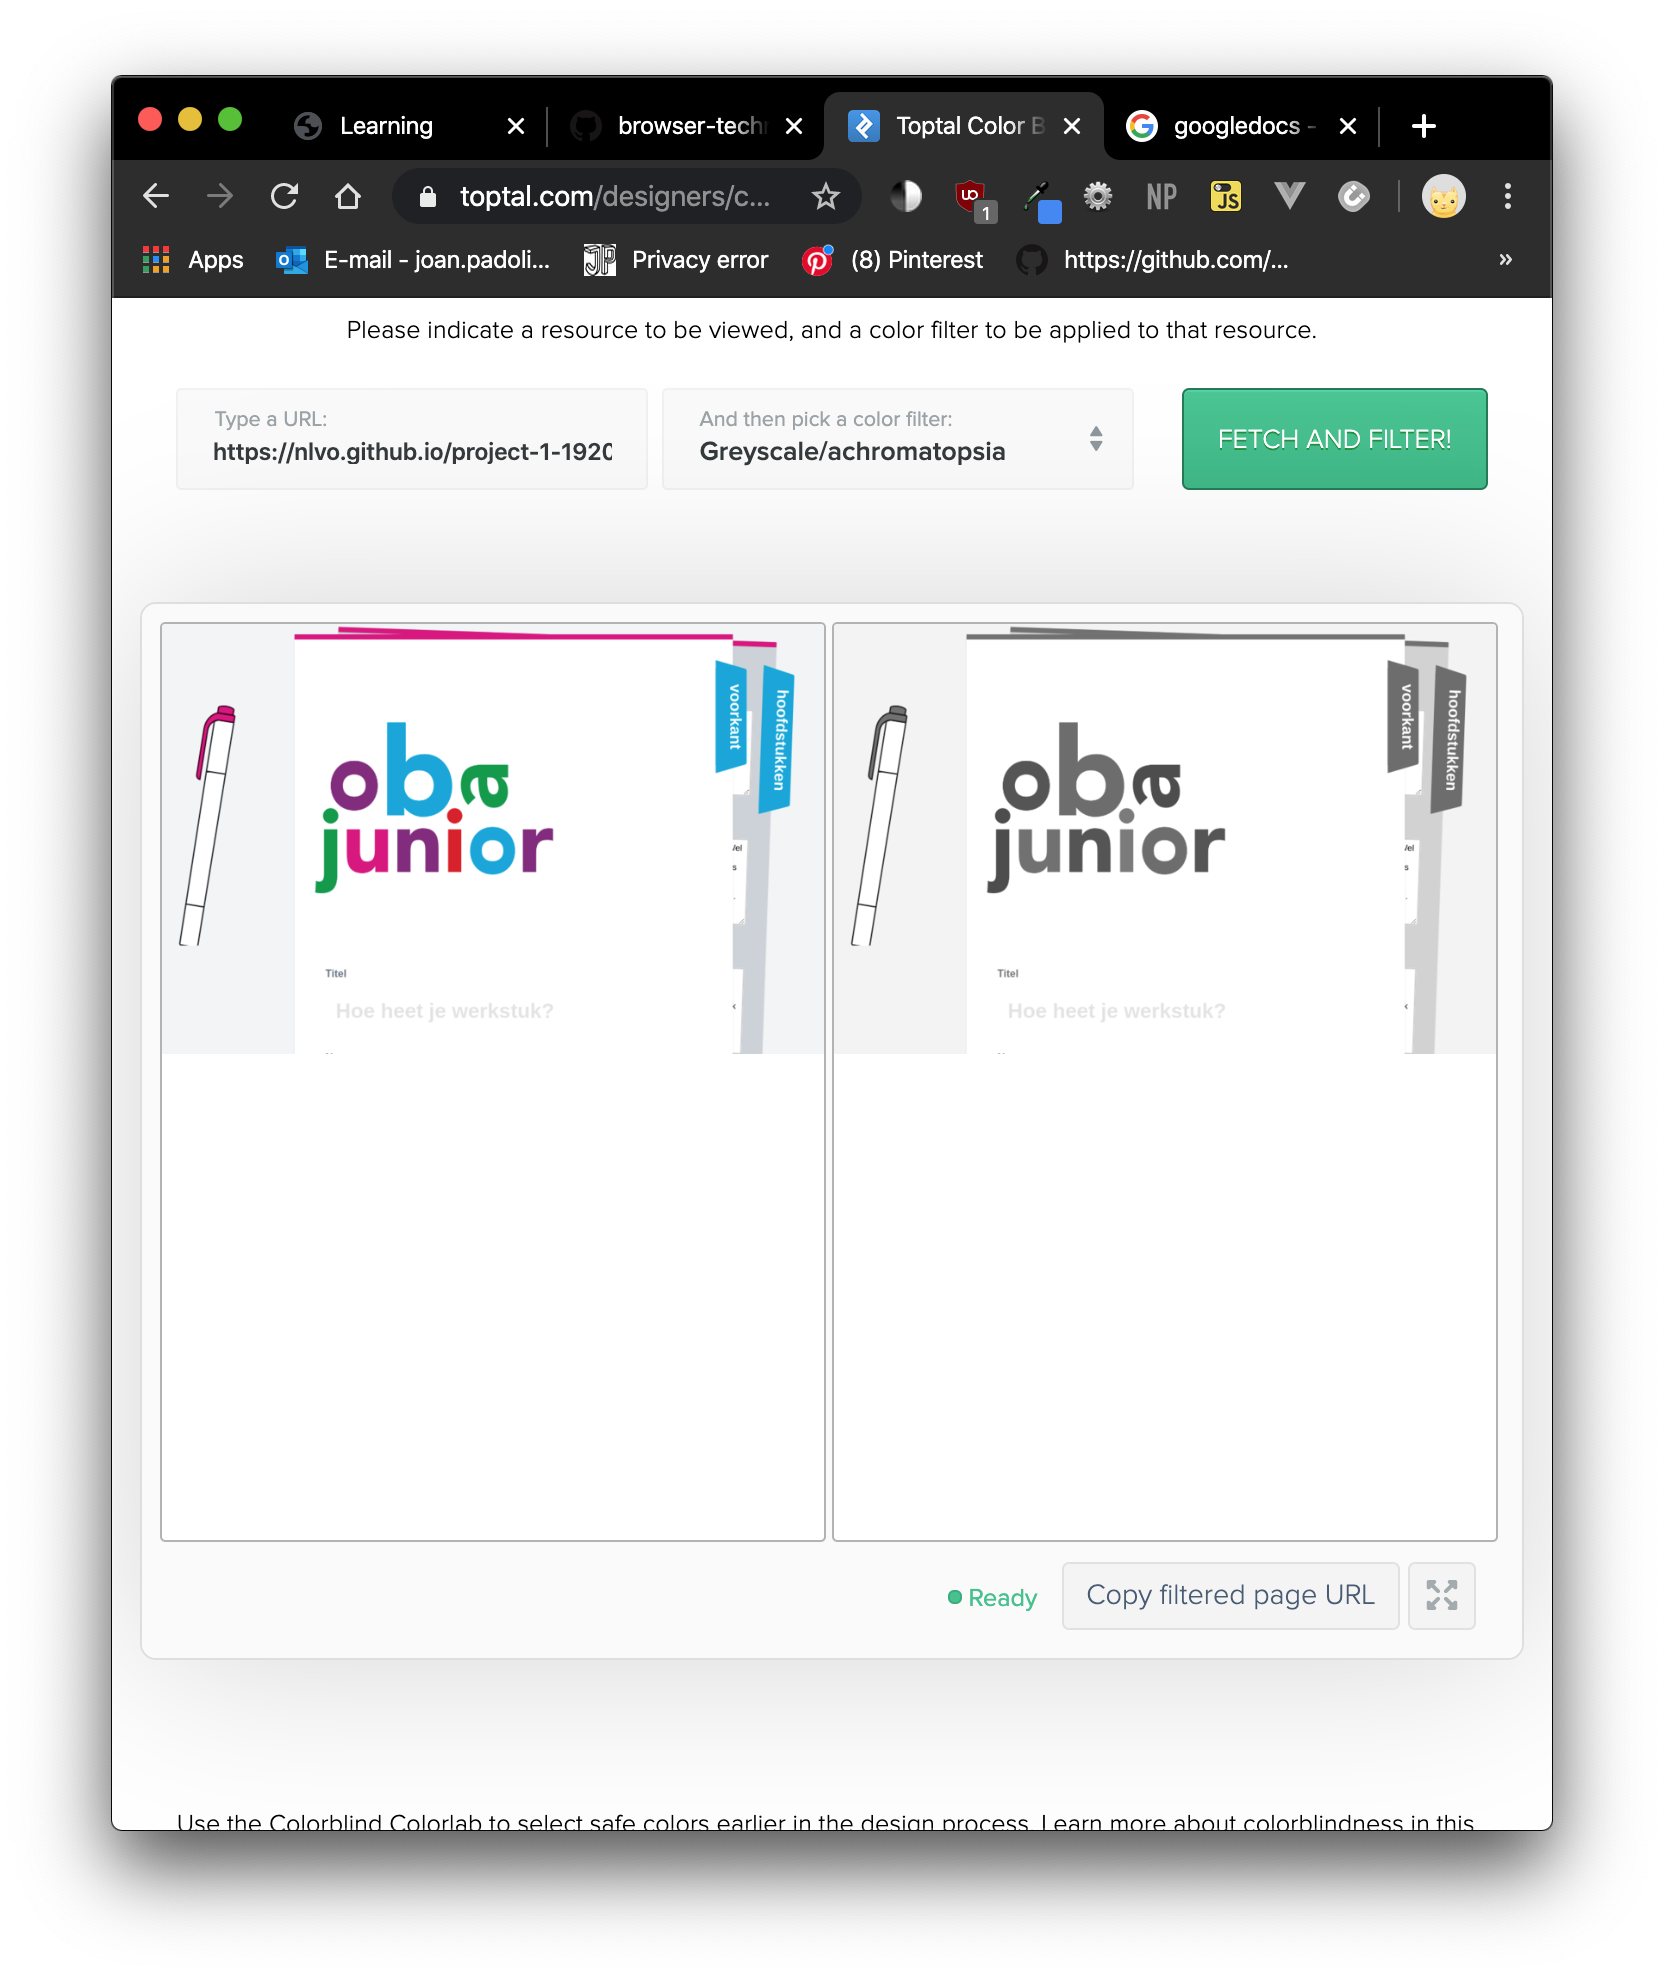 Learning
browser-techn
Toptal Color B
googledocs -
toptal.com/designers/c...
1
NP
JS
Apps
E-mail - joan.padoli...
Privacy error
(8) Pinterest
https://github.com/...
»
Please indicate a resource to be viewed, and a color filter to be applied to that resource.
Type a URL:
https://nlvo.github.io/project-1-1920
And then pick a color filter:
Greyscale/achromatopsia
FETCH AND FILTER!
voorkant
hoofdstukken
oba
junior
Titel
Hoe heet je werkstuk?
voorkant
hoofdstukken
oba
junior
Titel
Hoe heet je werkstuk?
Ready
Copy filtered page URL
Use the Colorblind Colorlab to select safe colors earlier in the design process. Learn more about colorblindness in this